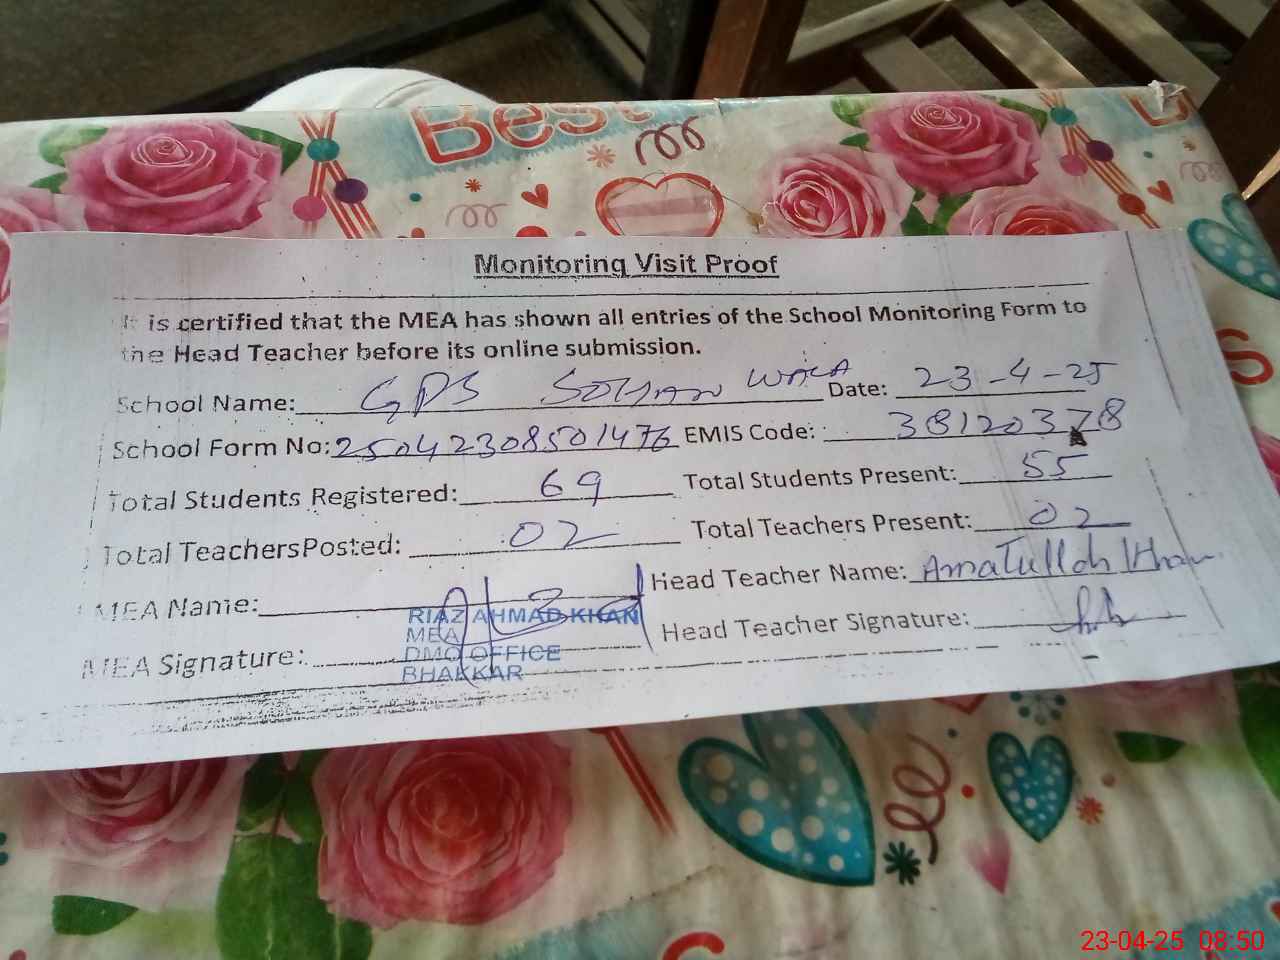 Best
Monitoring Visit Proof
It is certified that the MEA has shown all entries of the School Monitoring Form to
the Head Teacher before its online submission.
School Name: GPS SOHAN WALA Date: 23-4-25
School Form No: 25042308501476 EMIS Code: 38120378
Total Students Registered: 69 Total Students Present: 55
Total Teachers Posted: 02 Total Teachers Present: 02
MEA Name: RIAZ AHMAD KHAN Head Teacher Name: Amatullah Khan
MEA
MEA Signature: Head Teacher Signature:
DMO OFFICE
BHAKKAR
23-04-25 08:50